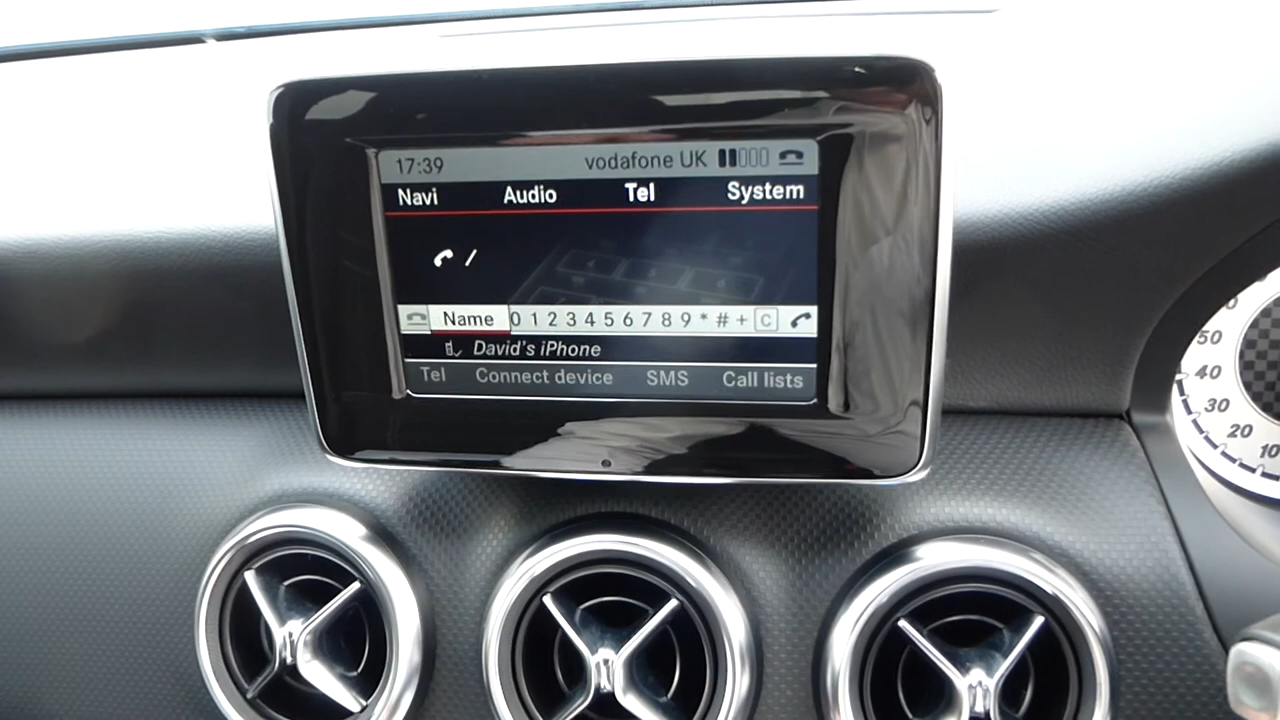 17:39 vodafone UK
Navi Audio Tel System
/
Name 0 1 2 3 4 5 6 7 8 9 * # + C
David's iPhone
Tel Connect device SMS Call lists
50
40
30
20
10